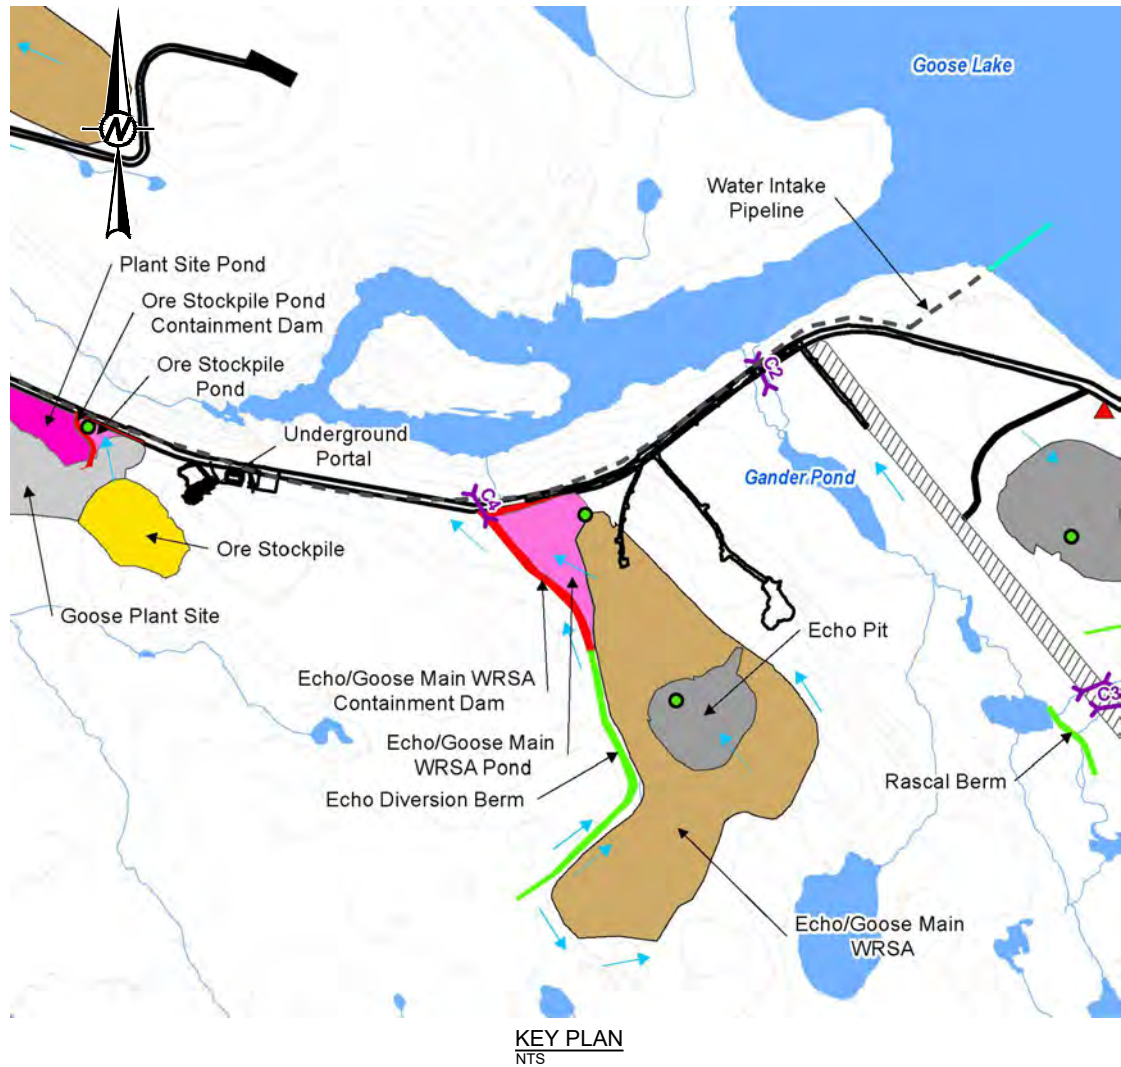 Goose Lake
N
Water Intake
Pipeline
Plant Site Pond
Ore Stockpile Pond
Containment Dam
Ore Stockpile
Pond
C2
Underground
Portal
Gander Pond
C4
Ore Stockpile
Goose Plant Site
Echo Pit
Echo/Goose Main WRSA
Containment Dam
C3
Echo/Goose Main
WRSA Pond
Rascal Berm
Echo Diversion Berm
Echo/Goose Main
WRSA
KEY PLAN
NTS